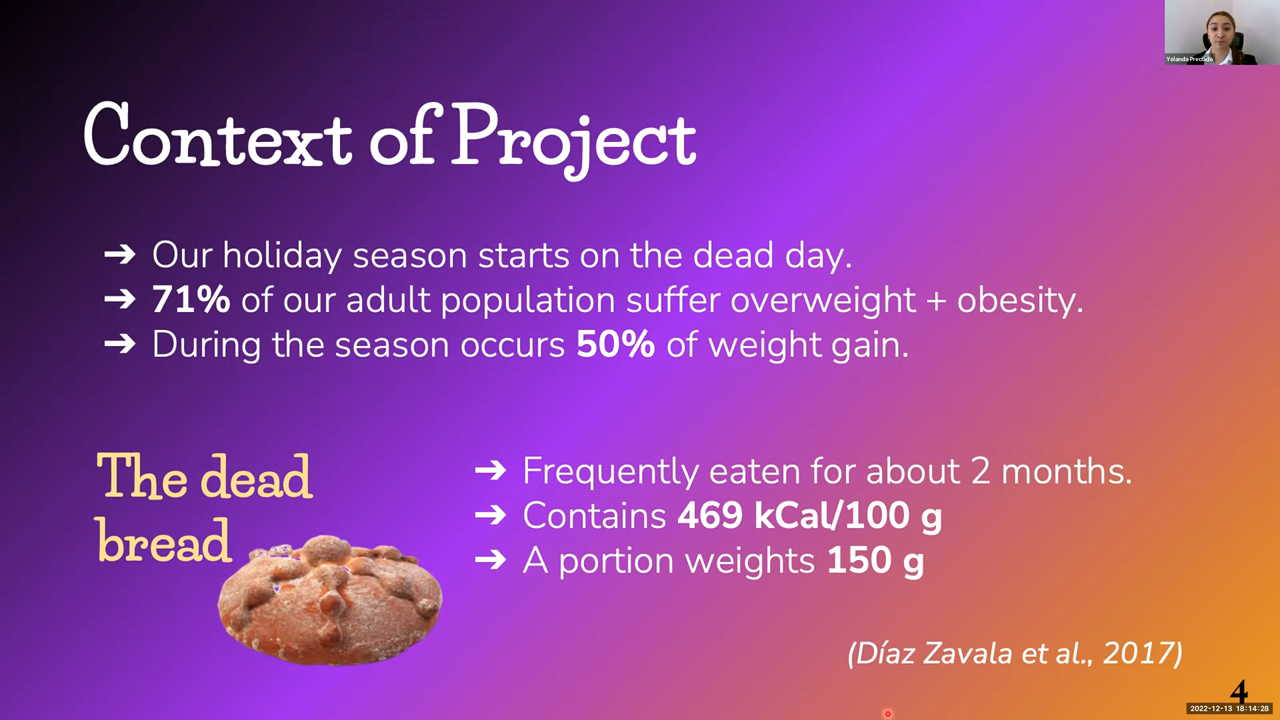 Yolanda Preciado
Context of Project
➔ Our holiday season starts on the dead day.
➔ 71% of our adult population suffer overweight + obesity.
➔ During the season occurs 50% of weight gain.
The dead
bread
➔ Frequently eaten for about 2 months.
➔ Contains 469 kCal/100 g
➔ A portion weights 150 g
(Díaz Zavala et al., 2017)
4
2022-12-13 18:14:28